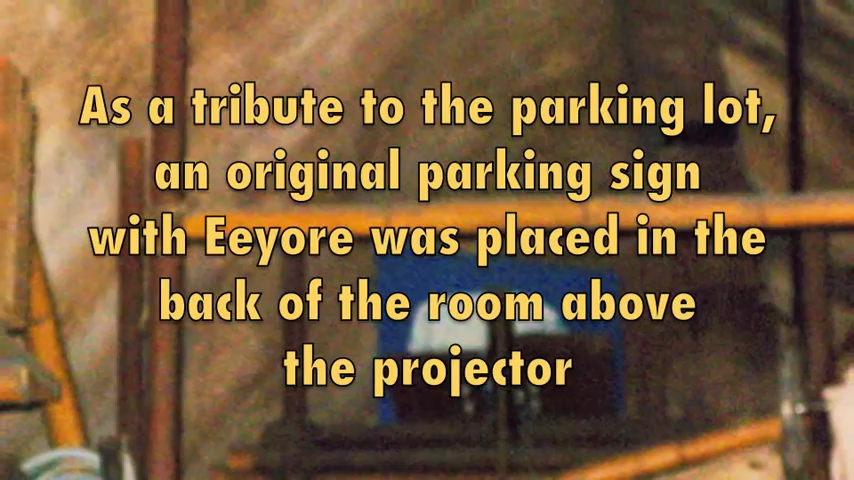 As a tribute to the parking lot,
an original parking sign
with Eeyore was placed in the
back of the room above
the projector